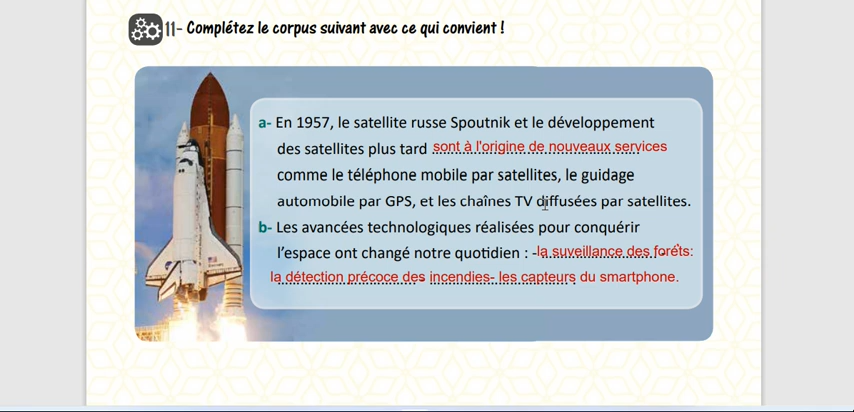 11- Complétez le corpus suivant avec ce qui convient !
a- En 1957, le satellite russe Spoutnik et le développement
des satellites plus tard sont à l'origine de nouveaux services
comme le téléphone mobile par satellites, le guidage
automobile par GPS, et les chaînes TV diffusées par satellites.
b- Les avancées technologiques réalisées pour conquérir
l'espace ont changé notre quotidien : -la suveillance des foréts:
la détection précoce des incendies- les capteurs du smartphone.